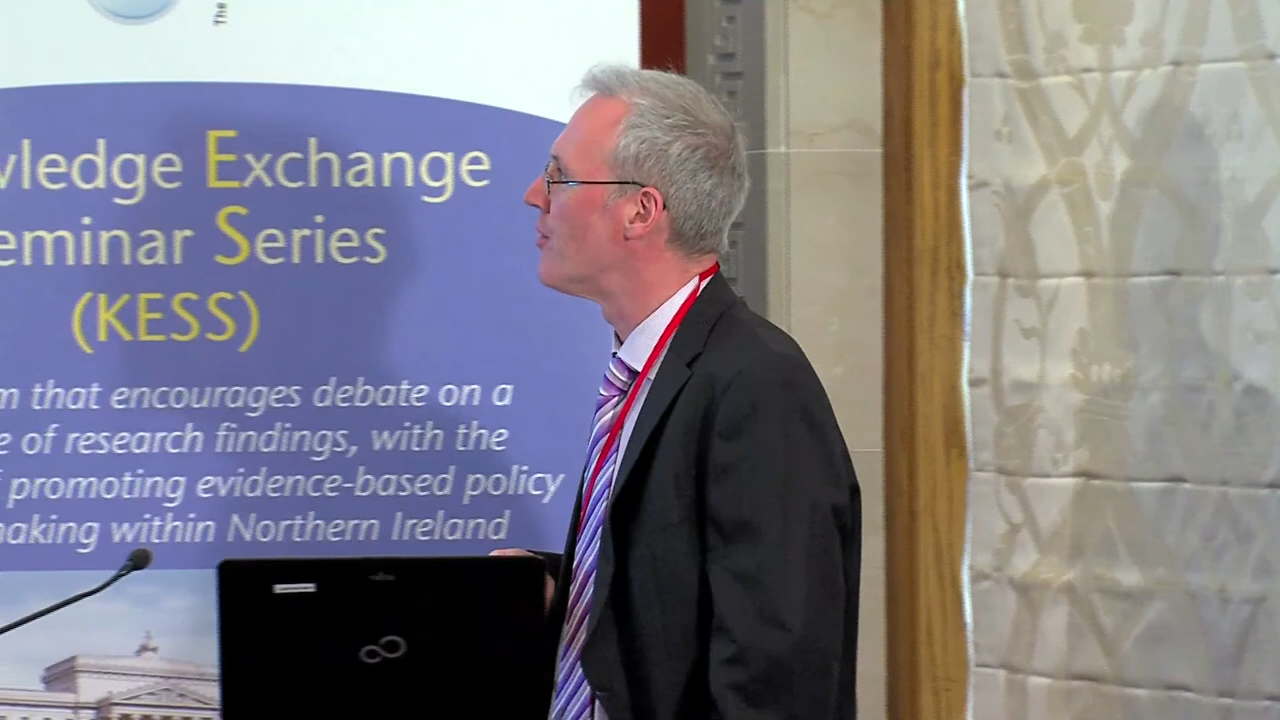 The
wledge Exchange
eminar Series
(KESS)
m that encourages debate on a
e of research findings, with the
f promoting evidence-based policy
naking within Northern Ireland